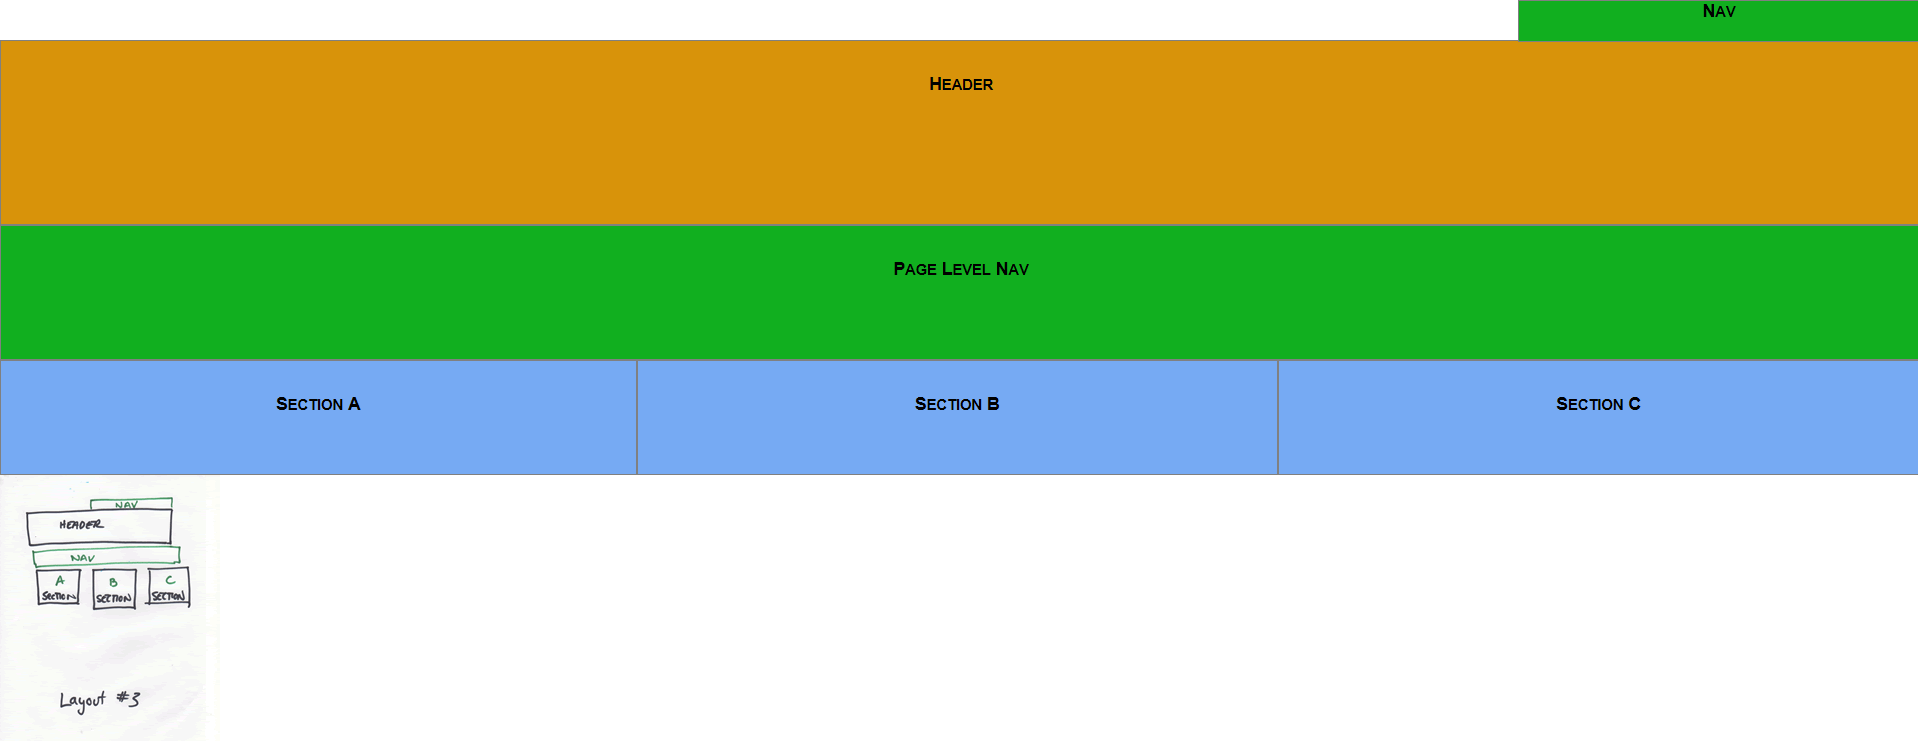 Nav
Header
Page Level Nav
Section A Section B Section C
NAV
HEADER
NAV
A B C
SECTION SECTION SECTION
Layout #3